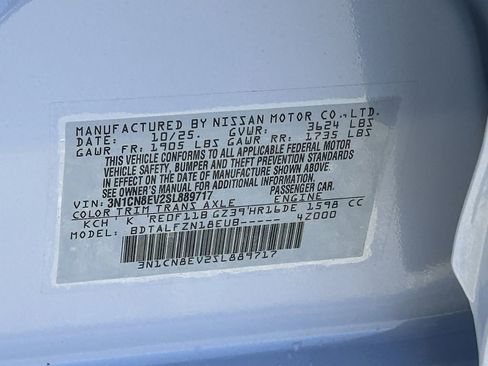 MANUFACTURED BY NISSAN MOTOR CO., LTD.
DATE: 10/25. GVWR: 3624 LBS
GAWR FR: 1905 LBS GAWR RR: 1735 LBS
THIS VEHICLE CONFORMS TO ALL APPLICABLE FEDERAL MOTOR
VEHICLE SAFETY, BUMPER AND THEFT PREVENTION STANDARDS
IN EFFECT ON THE DATE OF MANUFACTURE SHOWN ABOVE.
SEE OWNER'S MANUAL FOR ADDITIONAL INFORMATION
VIN: 3N1CN8EV2SL889717 PASSENGER CAR.
COLOR TRIM TRANS AXLE ENGINE
KCH K RE0F11B GZ39 HR16DE 1598 CC
MODEL: BDTALFZN18EUB----- 4Z000
3N1CN8EV2SL889717